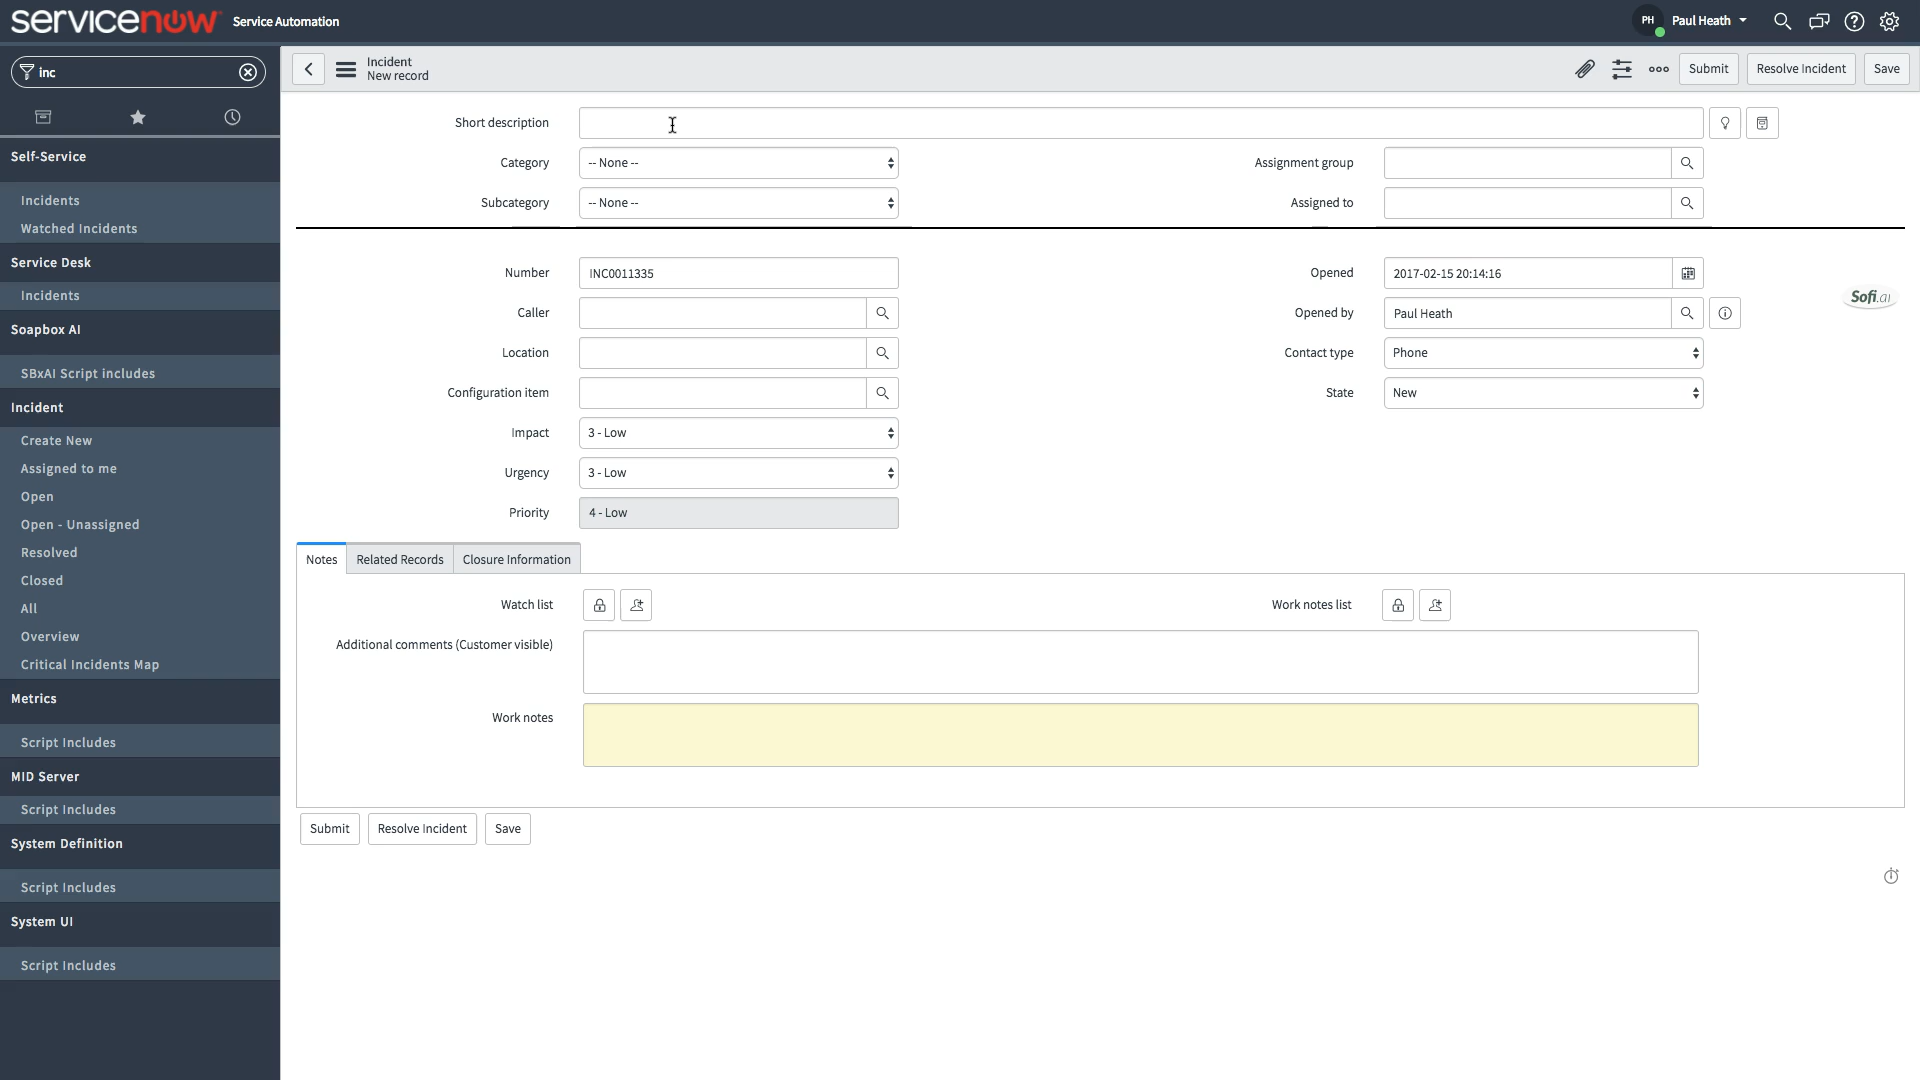 servicenow Service Automation
PH Paul Heath
inc
Incident
New record
Submit Resolve Incident Save
Self-Service
Incidents
Watched Incidents
Service Desk
Incidents
Soapbox AI
SBxAI Script includes
Incident
Create New
Assigned to me
Open
Open - Unassigned
Resolved
Closed
All
Overview
Critical Incidents Map
Metrics
Script Includes
MID Server
Script Includes
System Definition
Script Includes
System UI
Script Includes
Short description
Category -- None -- Assignment group
Subcategory -- None -- Assigned to
Number INC0011335 Opened 2017-02-15 20:14:16
Caller Opened by Paul Heath
Location Contact type Phone
Configuration item State New
Impact 3 - Low
Urgency 3 - Low
Priority 4 - Low
Sofi.ai
Notes Related Records Closure Information
Watch list Work notes list
Additional comments (Customer visible)
Work notes
Submit Resolve Incident Save